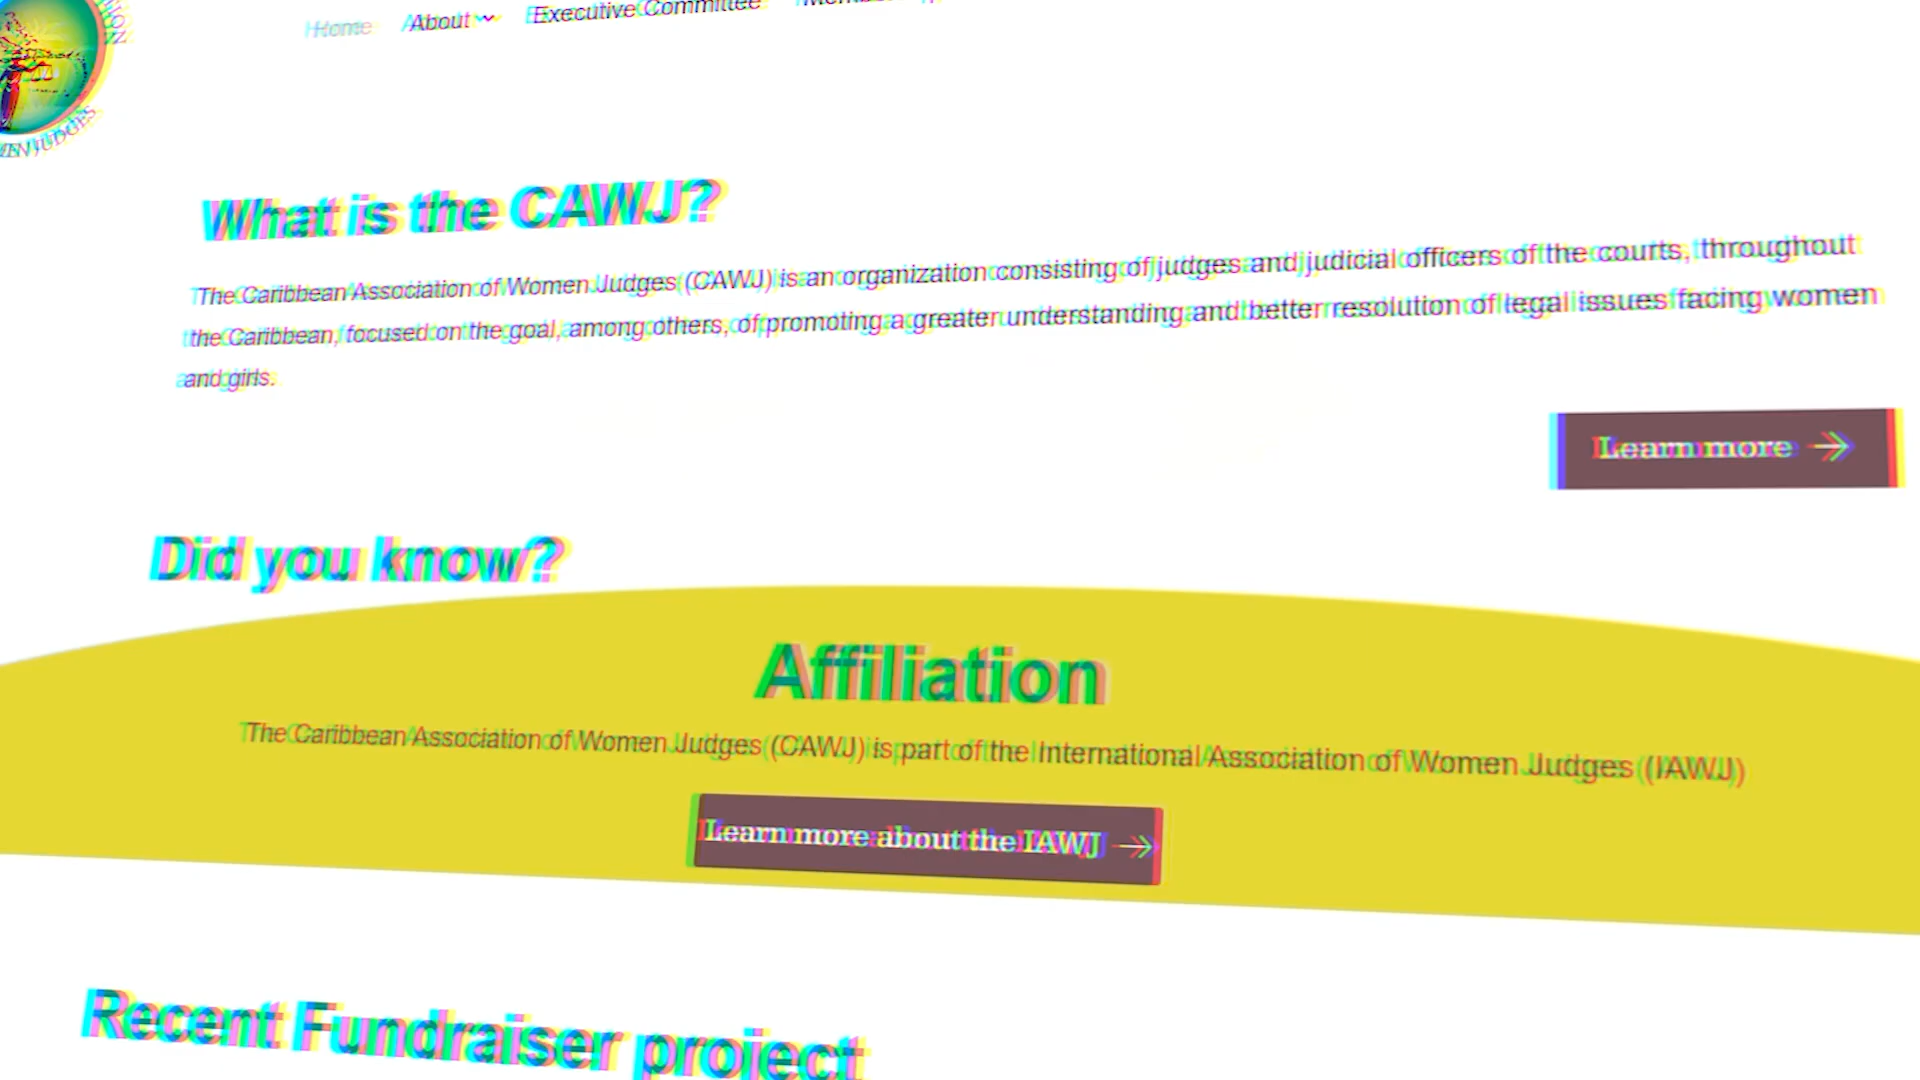 Home About Executive Committee
JUDGES
What is the CAWJ?
The Caribbean Association of Women Judges (CAWJ) is an organization consisting of judges and judicial officers of the courts, throughout
the Caribbean, focused on the goal, among others, of promoting a greater understanding and better resolution of legal issues facing women
and girls.
Learn more →
Did you know?
Affiliation
The Caribbean Association of Women Judges (CAWJ) is part of the International Association of Women Judges (IAWJ)
Learn more about the IAWJ →
Recent Fundraiser project